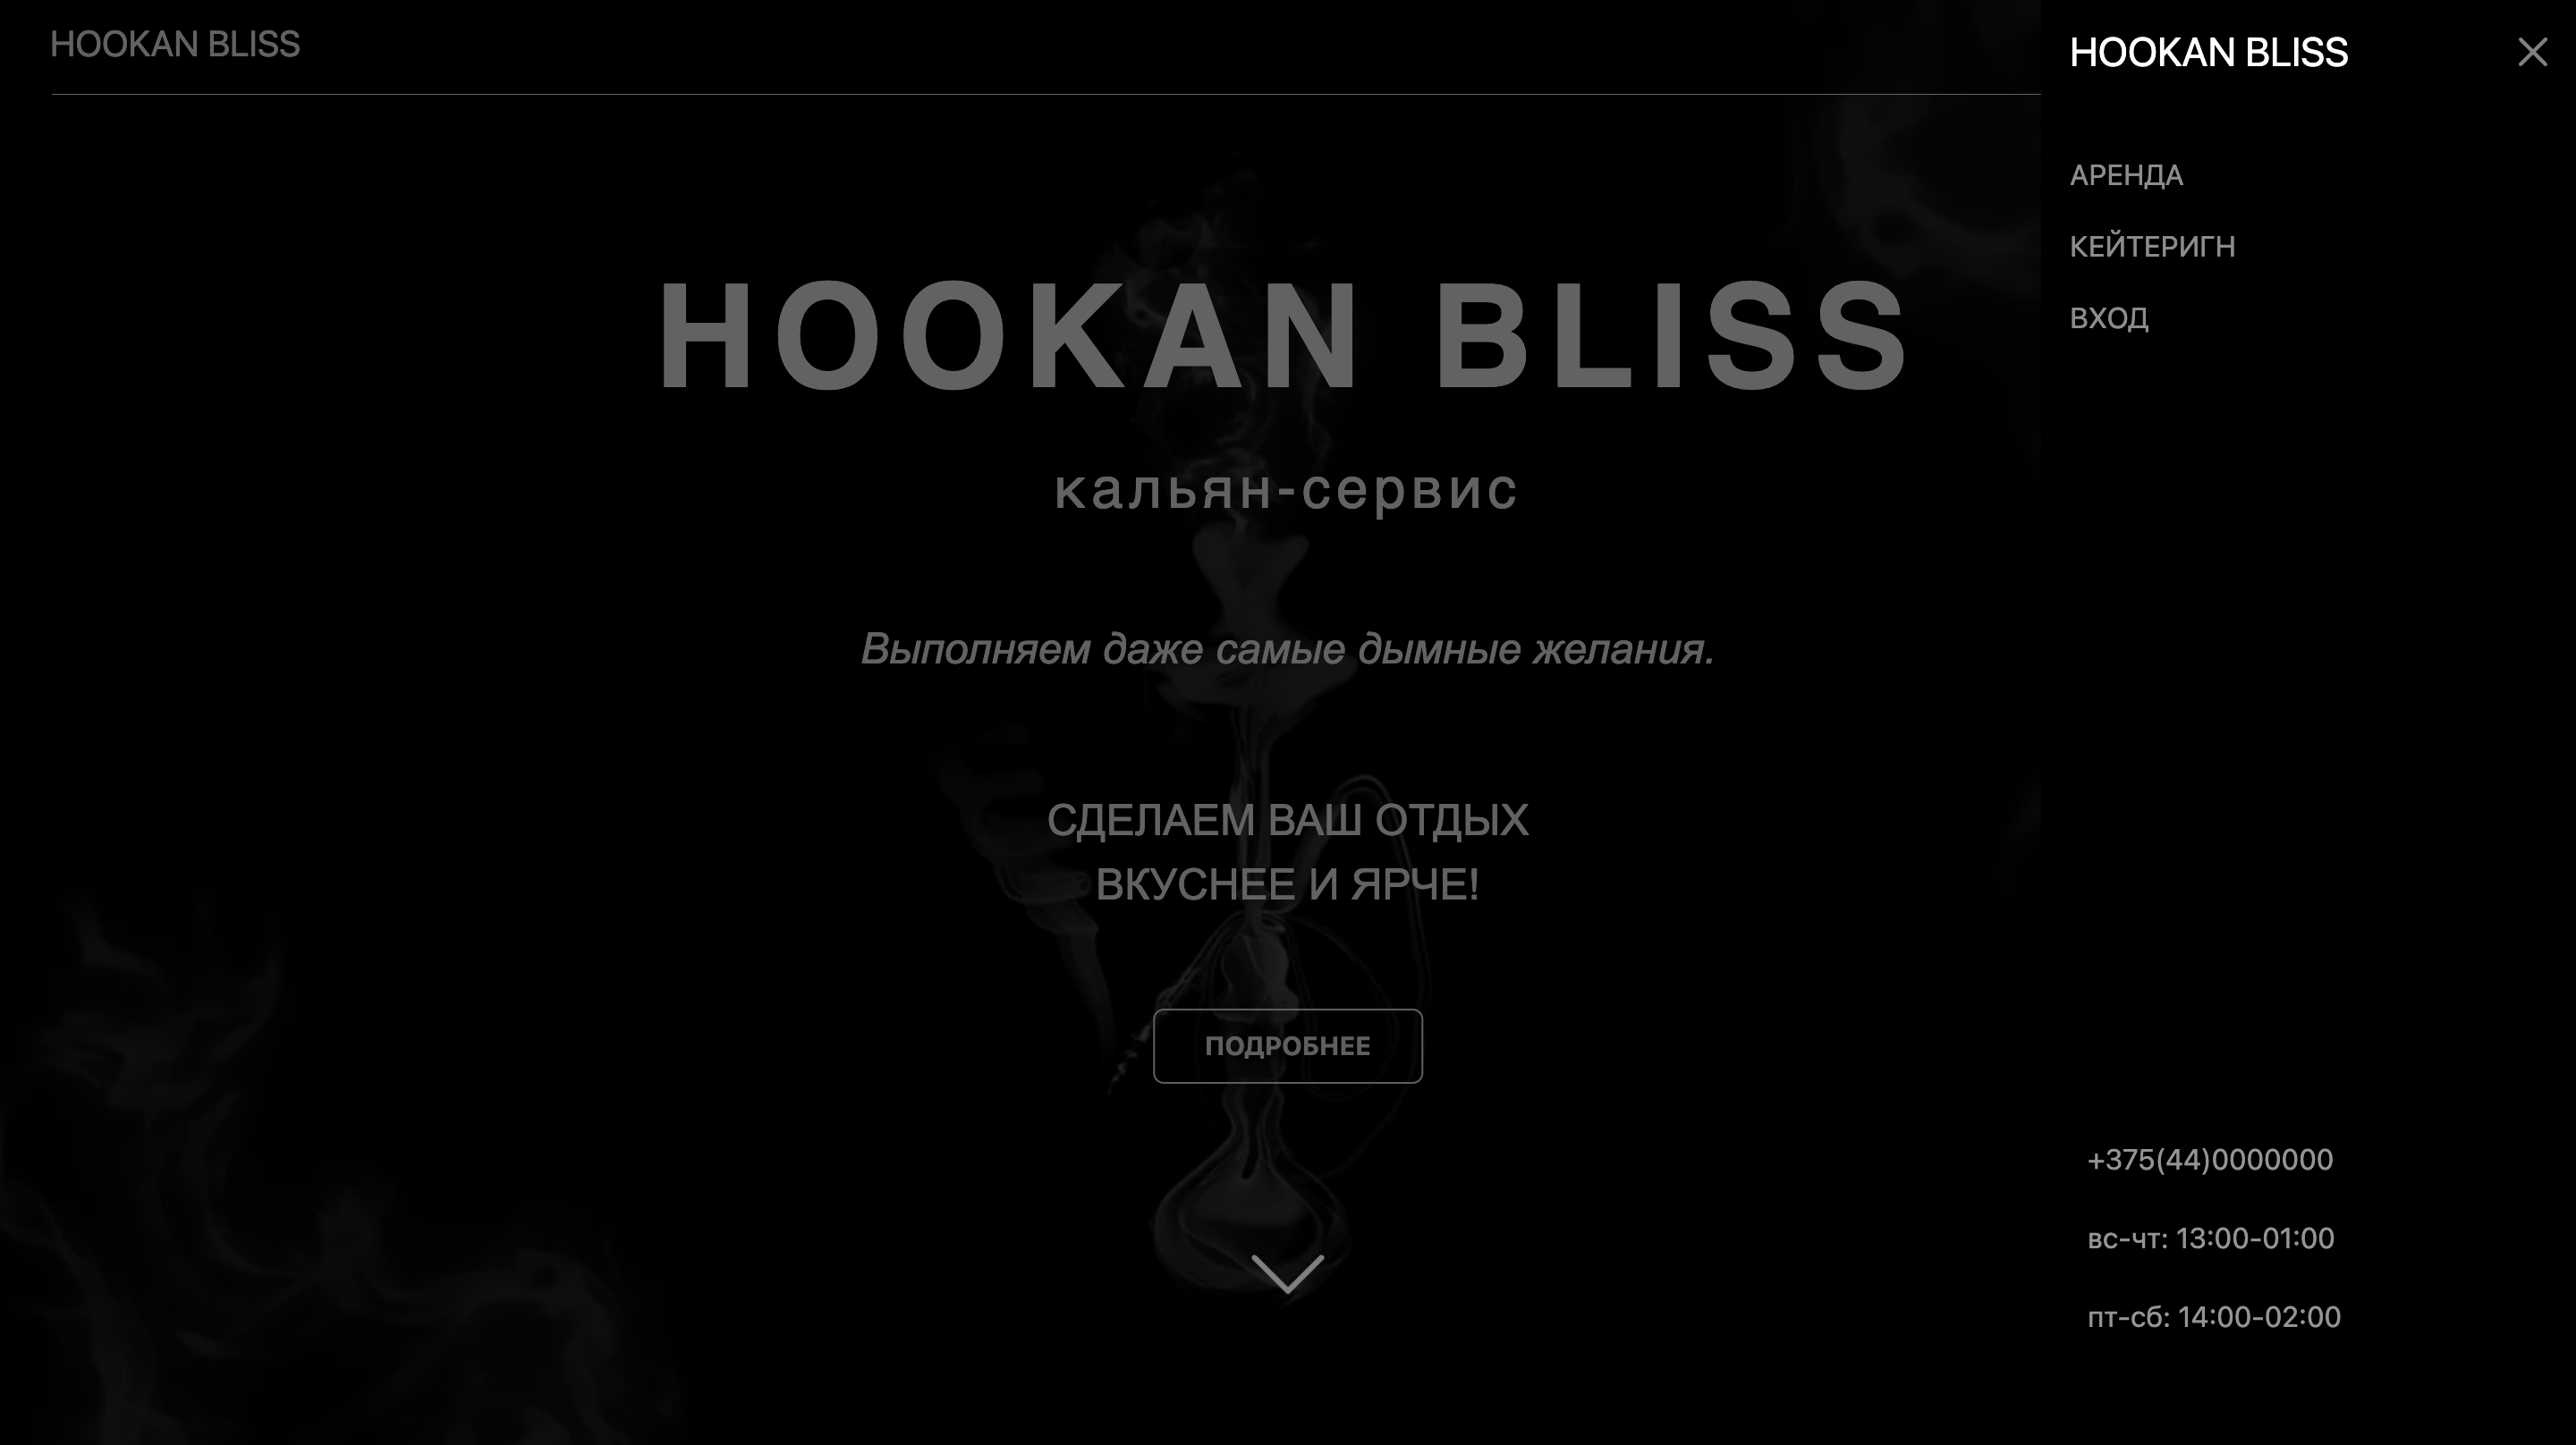 HOOKAN BLISS
HOOKAN BLISS
кальян-сервис
Выполняем даже самые дымные желания.
СДЕЛАЕМ ВАШ ОТДЫХ
ВКУСНЕЕ И ЯРЧЕ!
ПОДРОБНЕЕ
HOOKAN BLISS
АРЕНДА
КЕЙТЕРИГН
ВХОД
+375(44)0000000
вс-чт: 13:00-01:00
пт-сб: 14:00-02:00